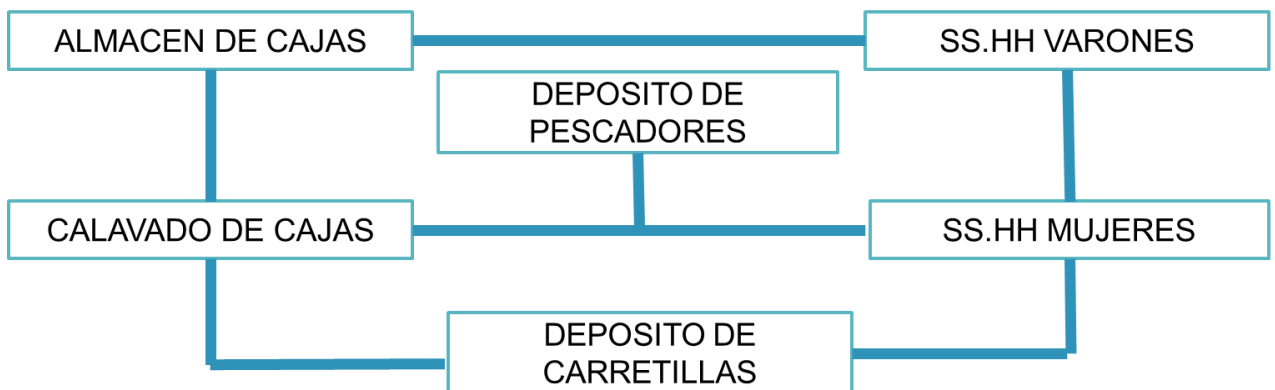 ALMACEN DE CAJAS
SS.HH VARONES
DEPOSITO DE
PESCADORES
CALAVADO DE CAJAS
SS.HH MUJERES
DEPOSITO DE
CARRETILLAS